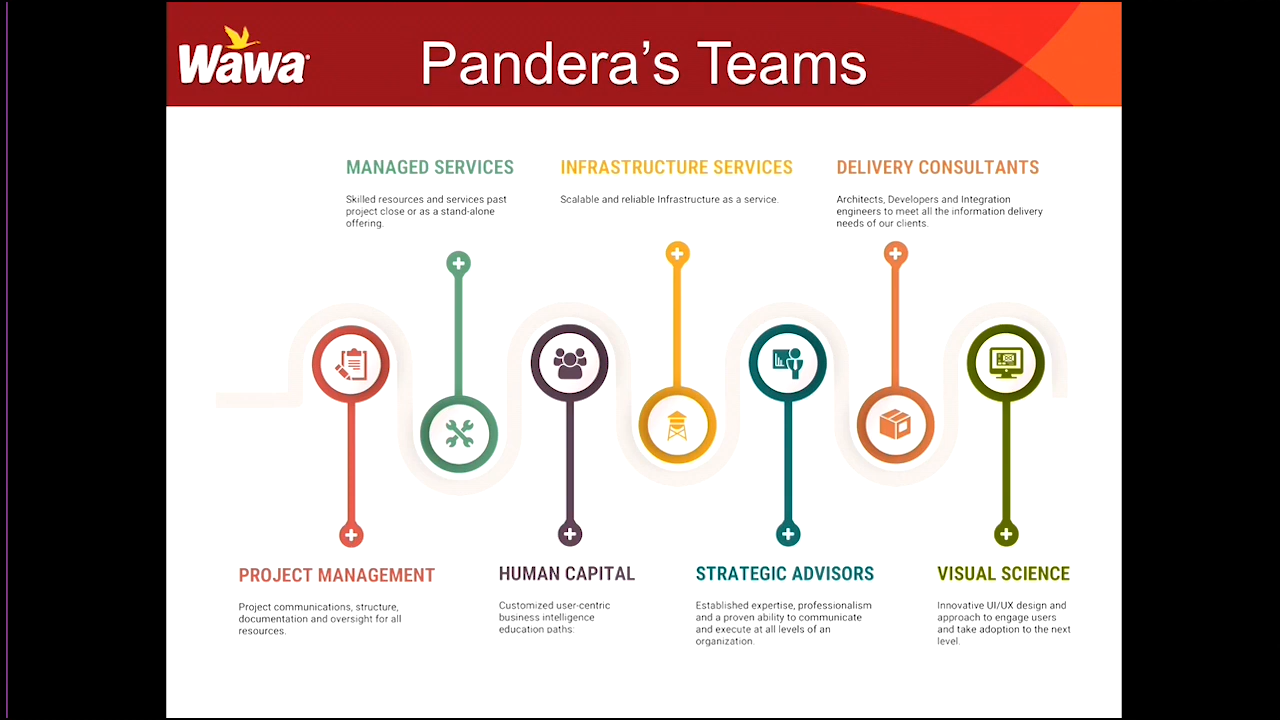 Wawa
Pandera's Teams
MANAGED SERVICES
Skilled resources and services past
project close or as a stand-alone
offering.
INFRASTRUCTURE SERVICES
Scalable and reliable Infrastructure as a service.
DELIVERY CONSULTANTS
Architects, Developers and Integration
engineers to meet all the information delivery
needs of our clients.
PROJECT MANAGEMENT
Project communications, structure,
documentation and oversight for all
resources.
HUMAN CAPITAL
Customized user-centric
business intelligence
education paths.
STRATEGIC ADVISORS
Established expertise, professionalism
and a proven ability to communicate
and execute at all levels of an
organization.
VISUAL SCIENCE
Innovative UI/UX design and
approach to engage users
and take adoption to the next
level.